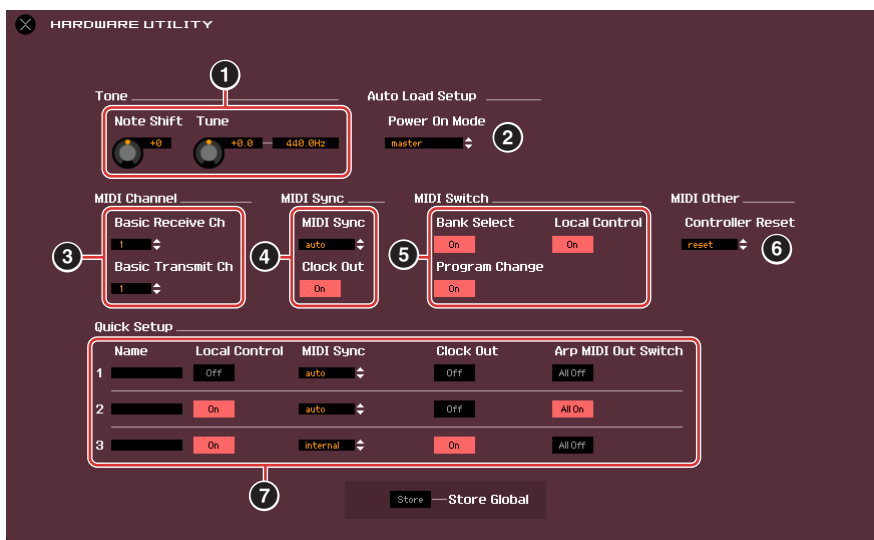 HARDWARE UTILITY
1
Tone
Auto Load Setup
Note Shift Tune
Power On Mode
+0 +0.0 440.0Hz
master
2
MIDI Channel
MIDI Sync
MIDI Switch
MIDI Other
Basic Receive Ch
MIDI Sync
Bank Select
Local Control
Controller Reset
1
auto
On
On
reset
3
4
5
6
Basic Transmit Ch
Clock Out
Program Change
1
On
On
Quick Setup
Name Local Control MIDI Sync Clock Out Arp MIDI Out Switch
1 Off auto Off All Off
2 On auto Off All On
3 On internal On All Off
7
Store Store Global